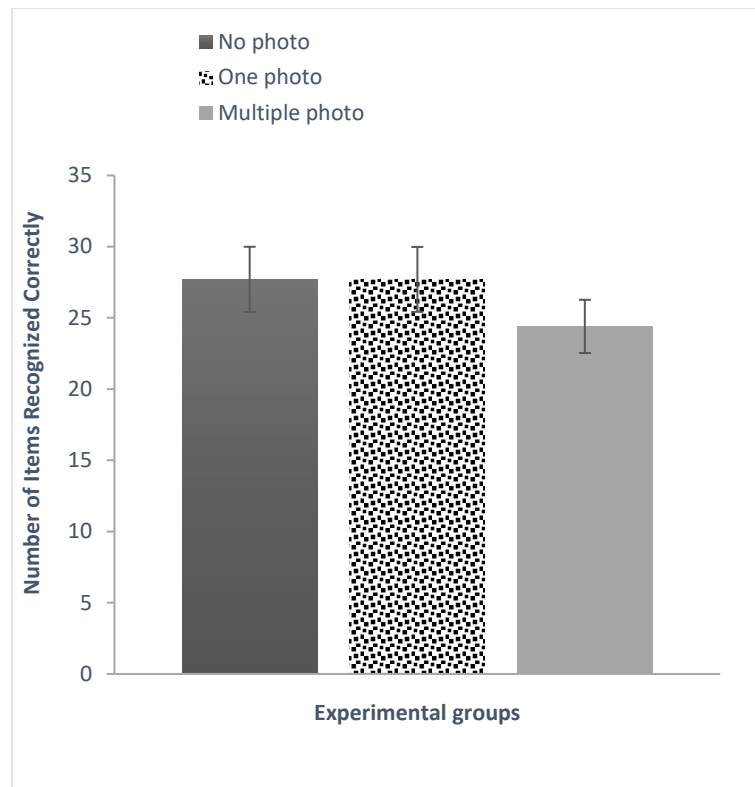 No photo
One photo
Multiple photo
35
30
25
20
15
10
5
0
Number of Items Recognized Correctly
Experimental groups